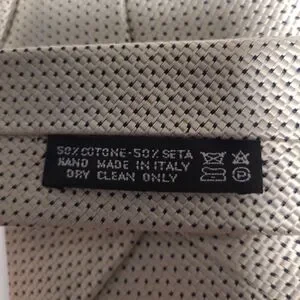 50% COTONE - 50% SETA
HAND MADE IN ITALY
DRY CLEAN ONLY
P